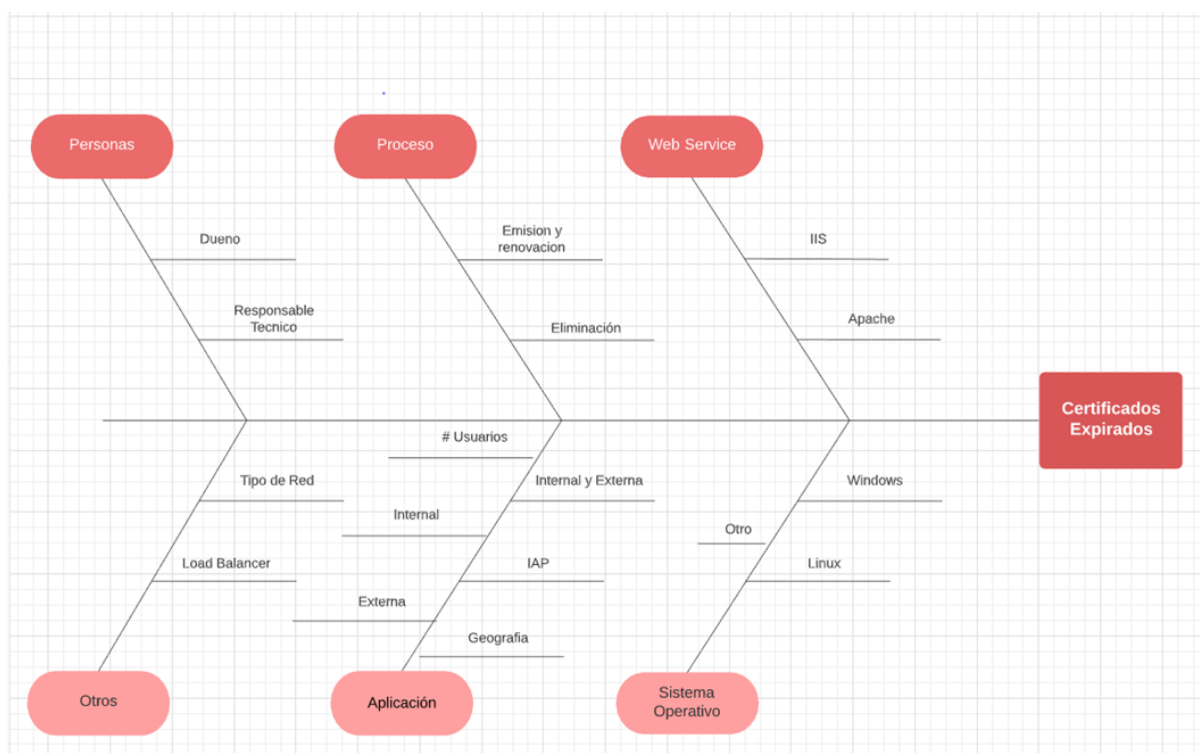 Personas
Proceso
Web Service
Dueno
Emision y
renovacion
IIS
Responsable
Tecnico
Eliminación
Apache
Certificados
Expirados
# Usuarios
Tipo de Red
Internal y Externa
Windows
Internal
Otro
Load Balancer
IAP
Linux
Externa
Geografia
Otros
Aplicación
Sistema
Operativo